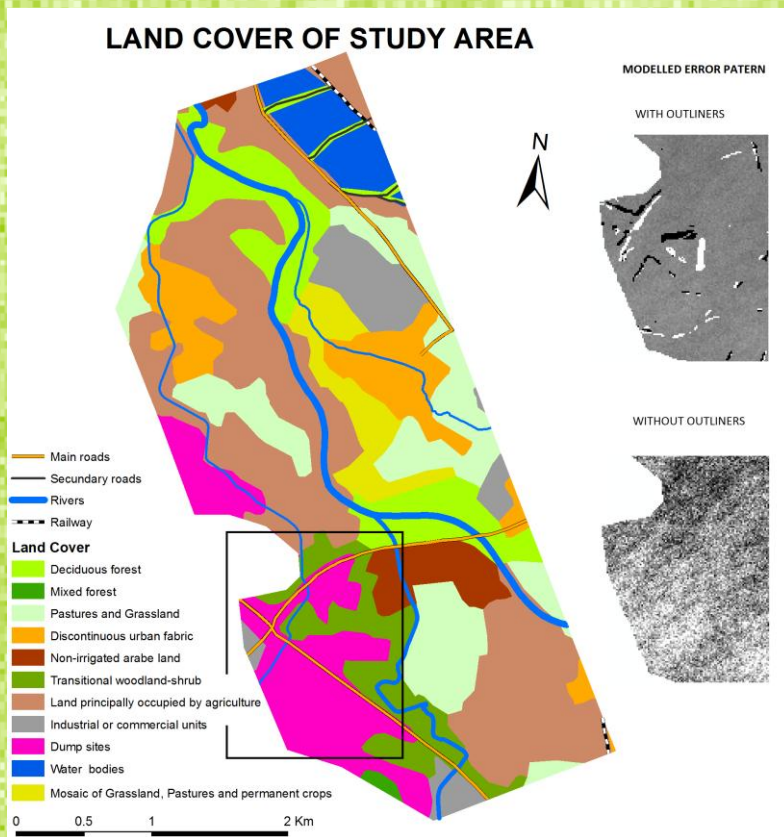 LAND COVER OF STUDY AREA
MODELLED ERROR PATERN
WITH OUTLINERS
N
WITHOUT OUTLINERS
Main roads
Secundary roads
Rivers
Railway
Land Cover
Deciduous forest
Mixed forest
Pastures and Grassland
Discontinuous urban fabric
Non-irrigated arabe land
Transitional woodland-shrub
Land principally occupied by agriculture
Industrial or commercial units
Dump sites
Water bodies
Mosaic of Grassland, Pastures and permanent crops
0 0.5 1 2 Km